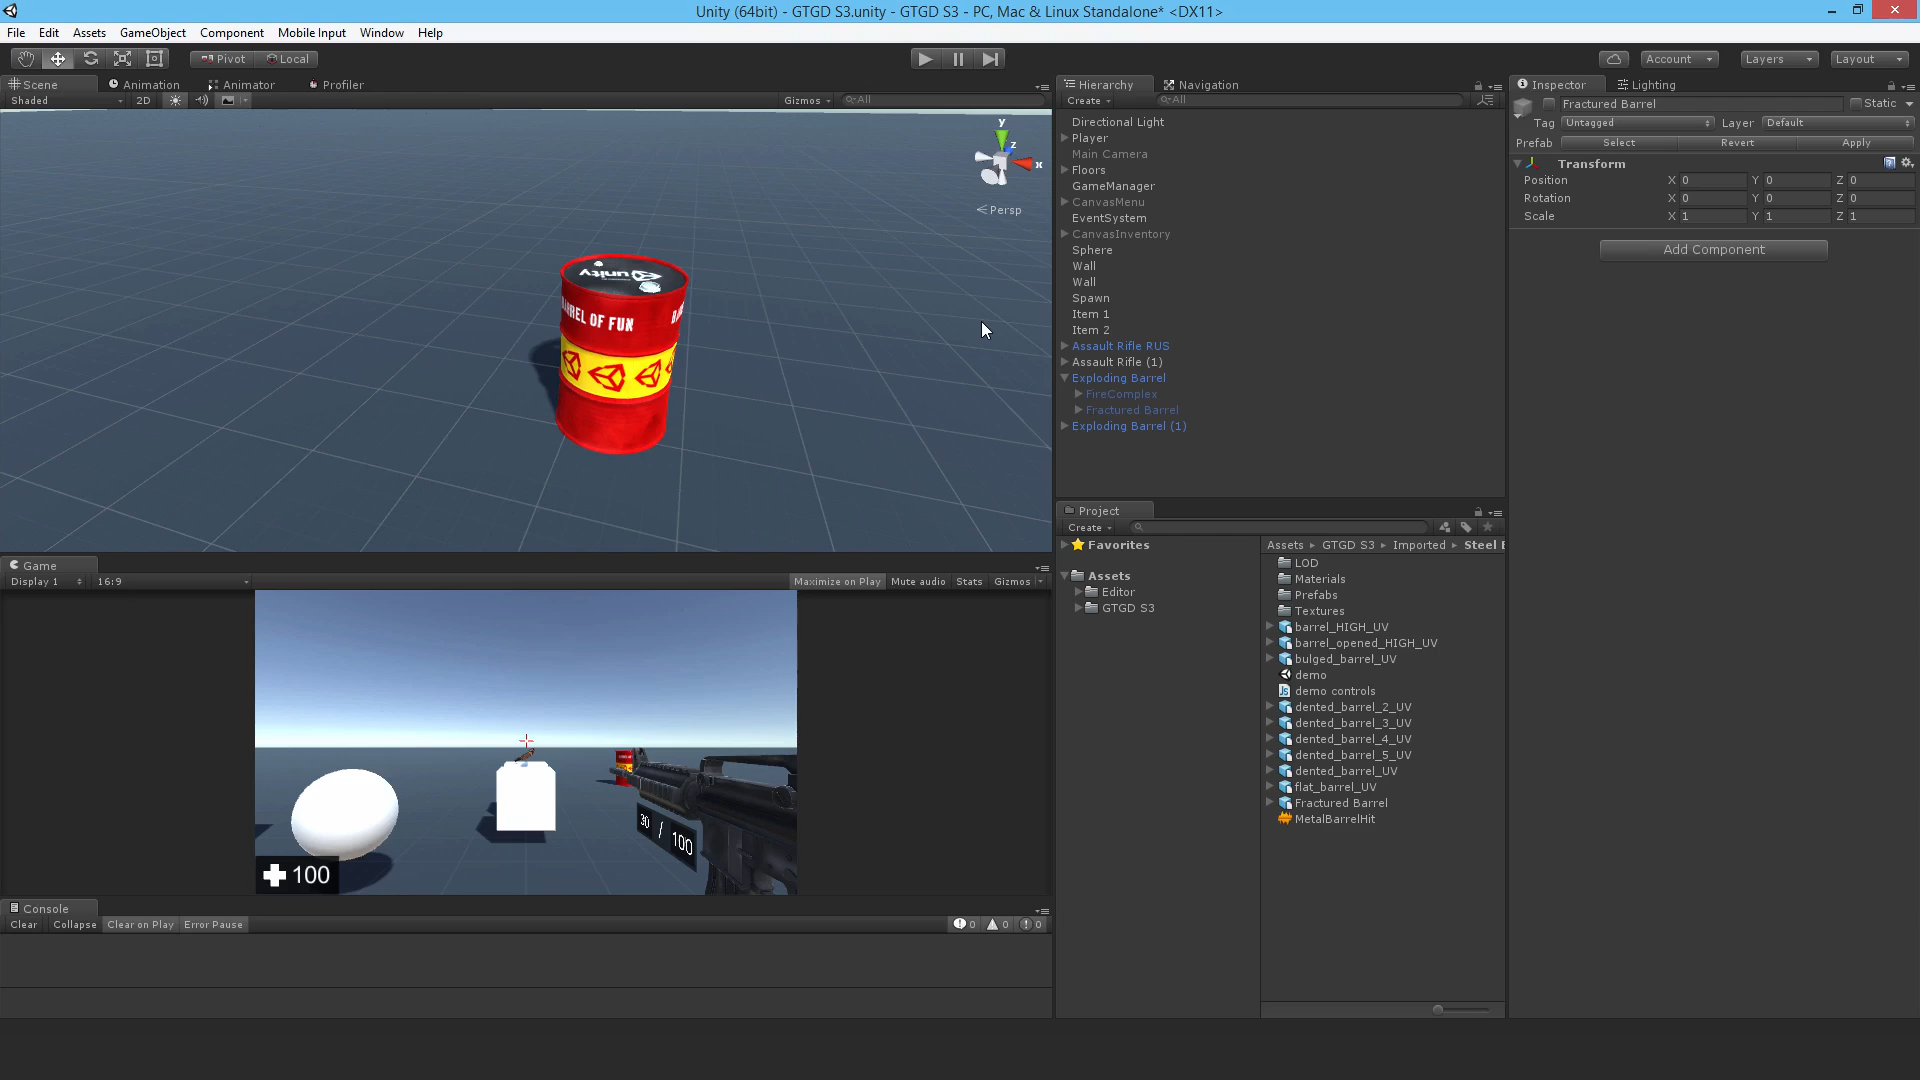 Unity (64bit) - GTGD S3.unity - GTGD S3 - PC, Mac & Linux Standalone* <DX11>
File Edit Assets GameObject Component Mobile Input Window Help
Pivot Local Account Layers Layout
Scene Animation Animator Profiler
Shaded 2D Gizmos All
y
z
x
Persp
unity
BARREL OF FUN
Game
Display 1 16:9 Maximize on Play Mute audio Stats Gizmos
30 / 100
100
Console
Clear Collapse Clear on Play Error Pause 0 0 0
Hierarchy Navigation
Create All
Directional Light
Player
Main Camera
Floors
GameManager
CanvasMenu
EventSystem
CanvasInventory
Sphere
Wall
Wall
Spawn
Item 1
Item 2
Assault Rifle RUS
Assault Rifle (1)
Exploding Barrel
FireComplex
Fractured Barrel
Exploding Barrel (1)
Project
Create
Favorites
Assets
Editor
GTGD S3
Assets GTGD S3 Imported Steel
LOD
Materials
Prefabs
Textures
barrel_HIGH_UV
barrel_opened_HIGH_UV
bulged_barrel_UV
demo
demo controls
dented_barrel_2_UV
dented_barrel_3_UV
dented_barrel_4_UV
dented_barrel_5_UV
dented_barrel_UV
flat_barrel_UV
Fractured Barrel
MetalBarrelHit
Inspector Lighting
Fractured Barrel Static
Tag Untagged Layer Default
Prefab Select Revert Apply
Transform
Position X 0 Y 0 Z 0
Rotation X 0 Y 0 Z 0
Scale X 1 Y 1 Z 1
Add Component